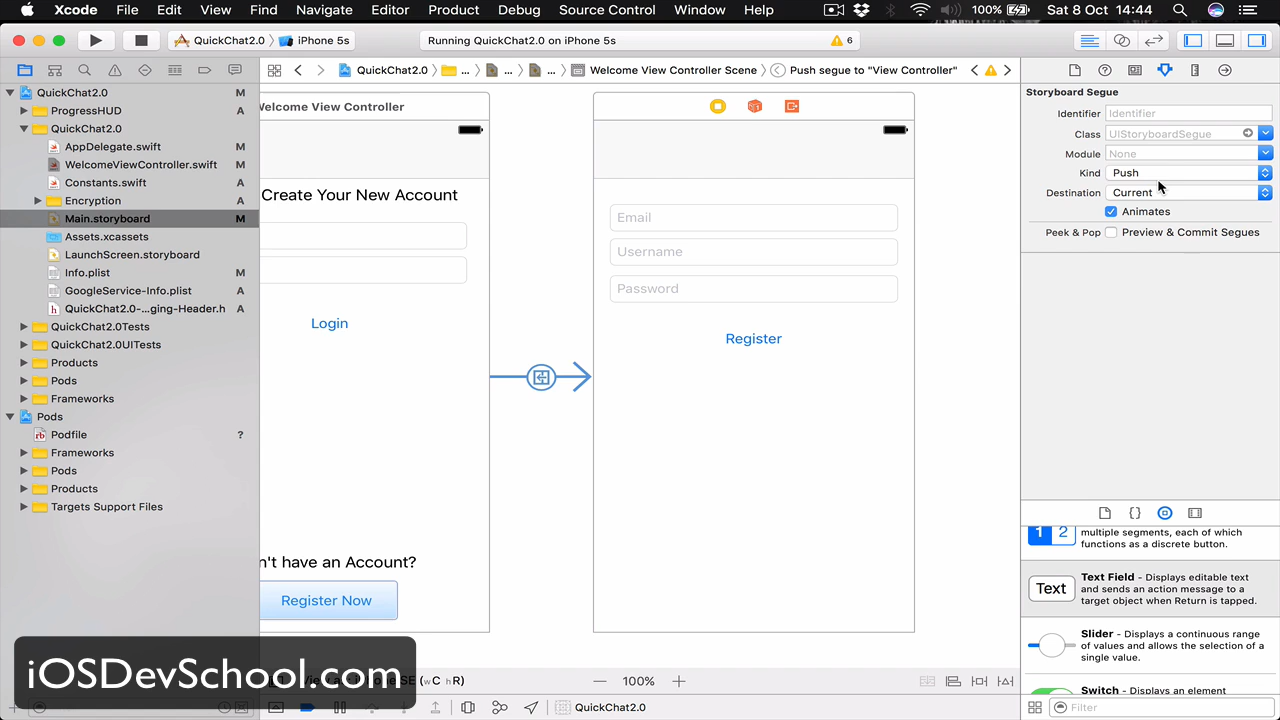 Xcode File Edit View Find Navigate Editor Product Debug Source Control Window Help 100% Sat 8 Oct 14:44
QuickChat2.0 iPhone 5s Running QuickChat2.0 on iPhone 5s 6
QuickChat2.0 ... ... ... Welcome View Controller Scene Push segue to "View Controller"
QuickChat2.0 M
ProgressHUD A
QuickChat2.0
AppDelegate.swift M
WelcomeViewController.swift M
Constants.swift A
Encryption A
Main.storyboard M
Assets.xcassets
LaunchScreen.storyboard
Info.plist M
GoogleService-Info.plist A
QuickChat2.0-...ging-Header.h A
QuickChat2.0Tests
QuickChat2.0UITests
Products
Pods
Frameworks
Pods
Podfile ?
Frameworks
Pods
Products
Targets Support Files
Welcome View Controller
Create Your New Account
Login
n't have an Account?
Register Now
Email
Username
Password
Register
Storyboard Segue
Identifier Identifier
Class UIStoryboardSegue
Module None
Kind Push
Destination Current
Animates
Peek & Pop Preview & Commit Segues
1 2 multiple segments, each of which
functions as a discrete button.
Text Text Field - Displays editable text
and sends an action message to a
target object when Return is tapped.
Slider - Displays a continuous range
of values and allows the selection of a
single value.
Switch - Displays an element
iOSDevSchool.com
SE (wC hR)
100%
QuickChat2.0
Filter